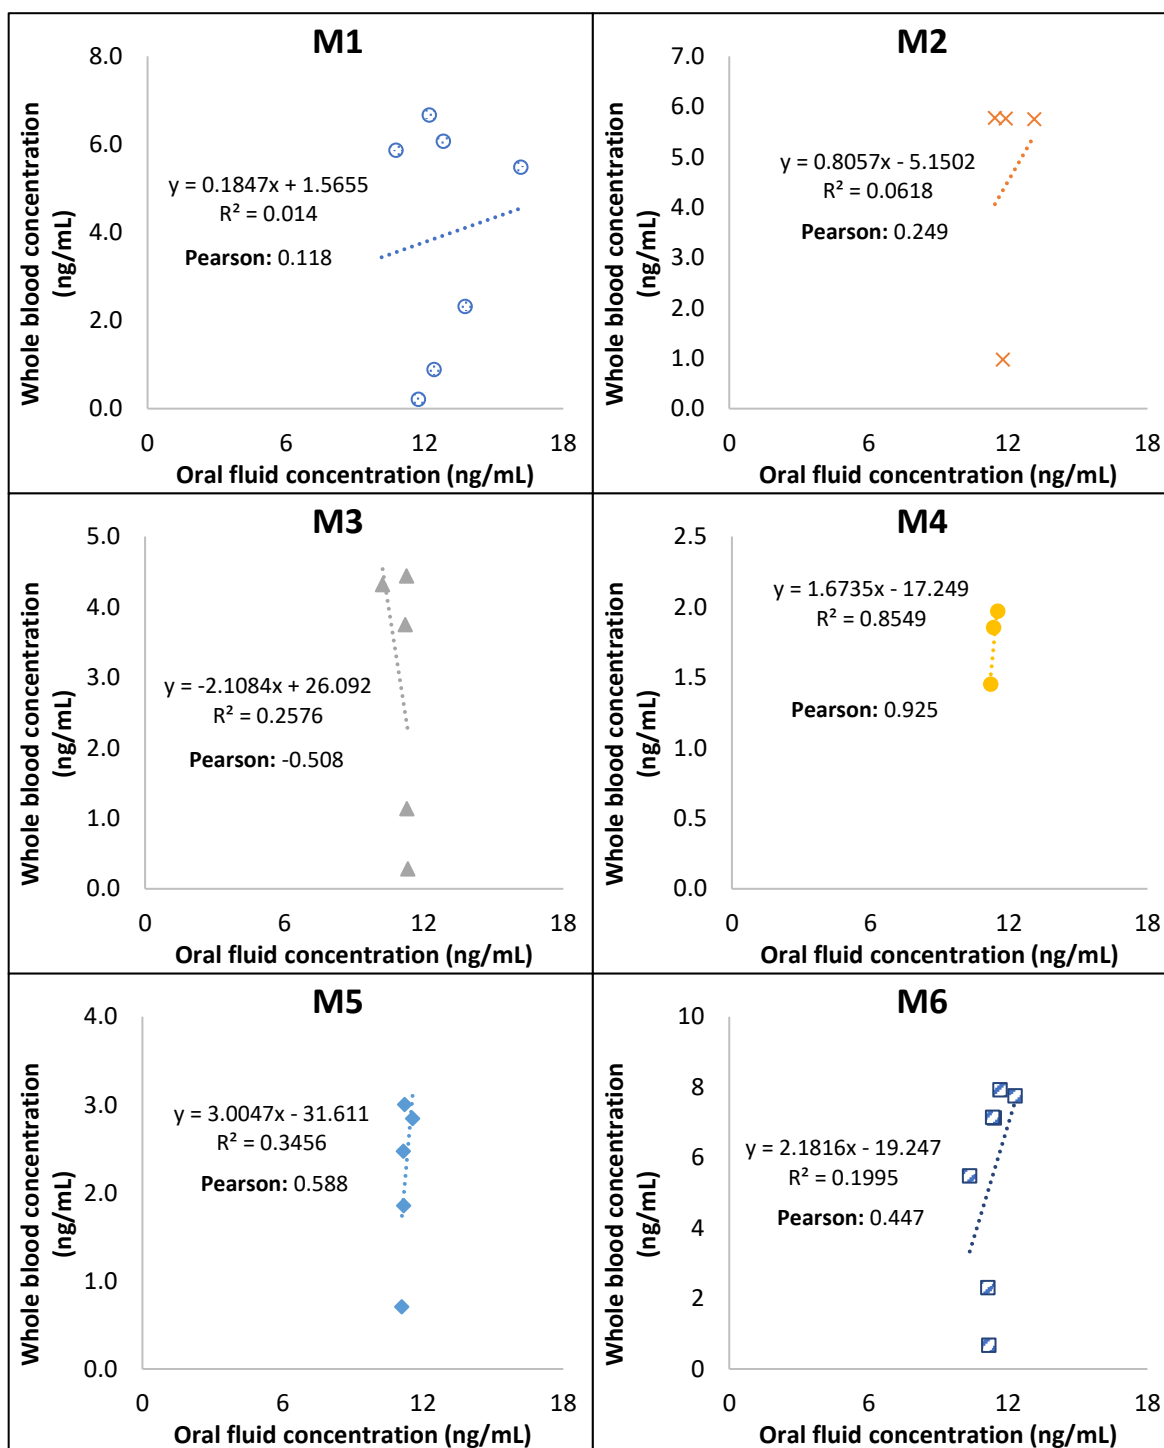 M1
Whole blood concentration
(ng/mL)
8.0
6.0
4.0
2.0
0.0
y = 0.1847x + 1.5655
R² = 0.014
Pearson: 0.118
0 6 12 18
Oral fluid concentration (ng/mL)
M2
Whole blood concentration
(ng/mL)
7.0
6.0
5.0
4.0
3.0
2.0
1.0
0.0
y = 0.8057x - 5.1502
R² = 0.0618
Pearson: 0.249
0 6 12 18
Oral fluid concentration (ng/mL)
M3
Whole blood concentration
(ng/mL)
5.0
4.0
3.0
2.0
1.0
0.0
y = -2.1084x + 26.092
R² = 0.2576
Pearson: -0.508
0 6 12 18
Oral fluid concentration (ng/mL)
M4
Whole blood concentration
(ng/mL)
2.5
2.0
1.5
1.0
0.5
0.0
y = 1.6735x - 17.249
R² = 0.8549
Pearson: 0.925
0 6 12 18
Oral fluid concentration (ng/mL)
M5
Whole blood concentration
(ng/mL)
4.0
3.0
2.0
1.0
0.0
y = 3.0047x - 31.611
R² = 0.3456
Pearson: 0.588
0 6 12 18
Oral fluid concentration (ng/mL)
M6
Whole blood concentration
(ng/mL)
10
8
6
4
2
0
y = 2.1816x - 19.247
R² = 0.1995
Pearson: 0.447
0 6 12 18
Oral fluid concentration (ng/mL)